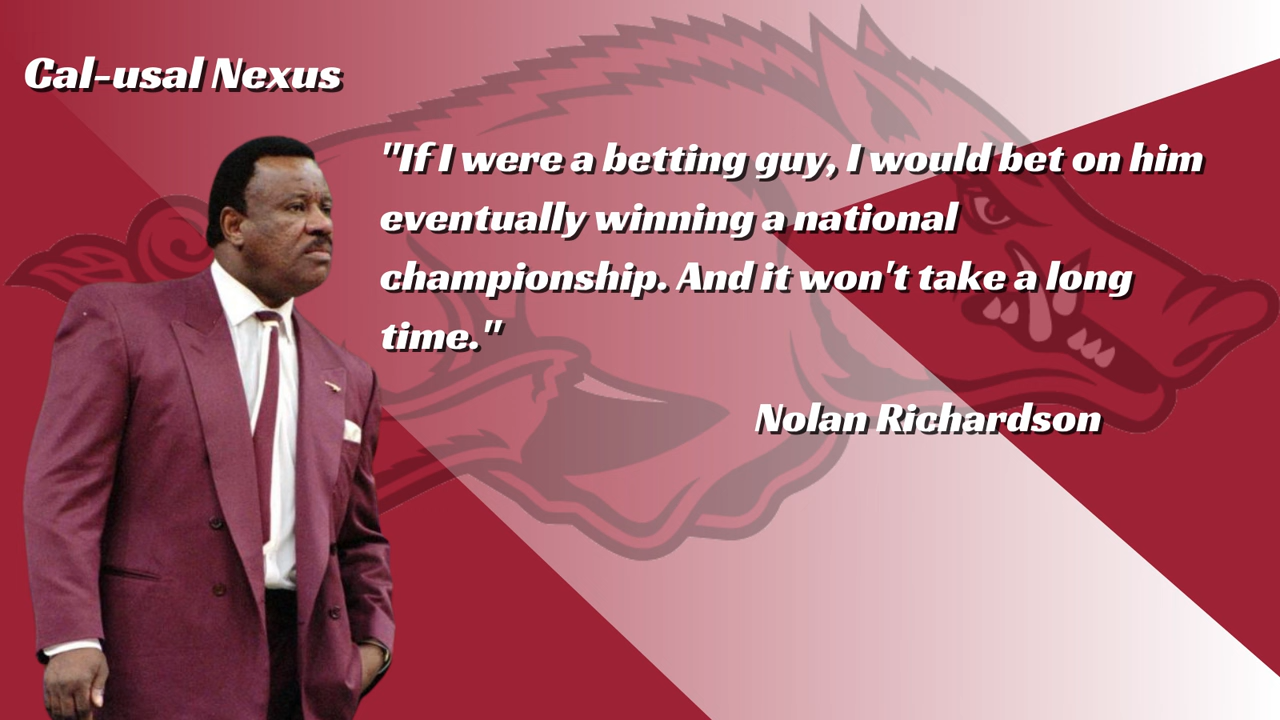 Cal-usal Nexus
"If I were a betting guy, I would bet on him
eventually winning a national
championship. And it won't take a long
time."
Nolan Richardson